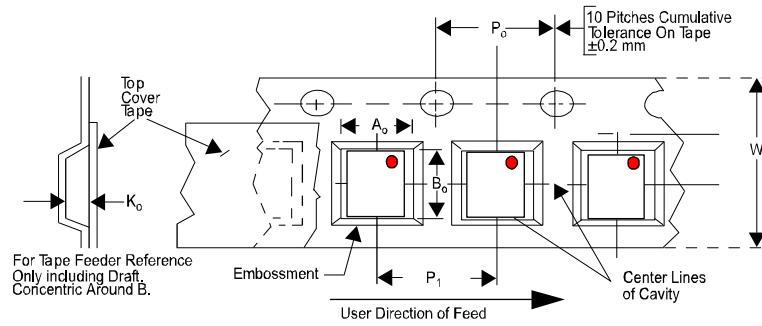 10 Pitches Cumulative
Tolerance On Tape
±0.2 mm
Po
Top
Cover
Tape
Ao
W
Bo
Ko
For Tape Feeder Reference
Only including Draft.
Concentric Around B.
Embossment
P1
Center Lines
of Cavity
User Direction of Feed